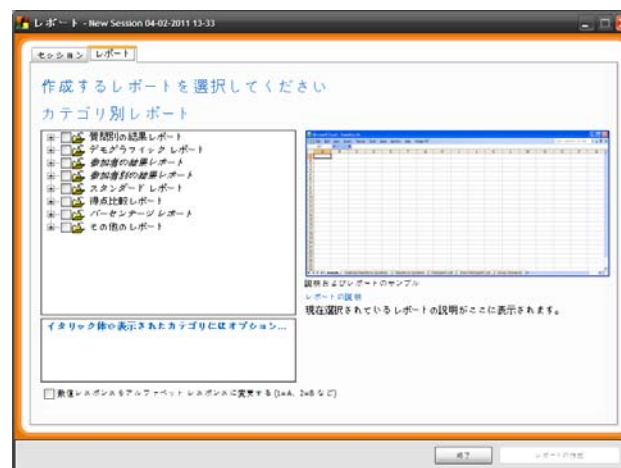 レポート - New Session 04-02-2011 13-33
セッション
レポート
作成するレポートを選択してください
カテゴリ別レポート
質問別の結果レポート
デモグラフィック レポート
参加者の結果レポート
参加者別の結果レポート
スタンダード レポート
得点比較レポート
パーセンテージ レポート
その他のレポート
説明およびレポートのサンプル
レポートの説明
現在選択されているレポートの説明がここに表示されます。
イタリック体の表示されたカテゴリにはオプション...
数値レスポンスをアルファベット レスポンスに変更する (1=A、2=B など)
終了
レポートの作成